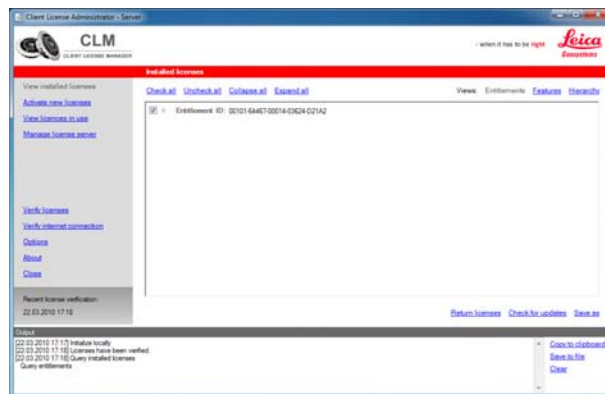 Client License Administrator - Server
CLM
CLIENT LICENSE MANAGER
- when it has to be right
Leica
Geosystems
Installed licenses
View installed licenses
Activate new licenses
View licences in use
Manage license server
Verify licenses
Verify internet connection
Options
About
Close
Recent license verification:
22.03.2010 17:18
Check all Uncheck all Collapse all Expand all
Views: Entitlements Features Hierarchy
Entitlement ID: 00101-64467-00014-03624-D21A2
Return licenses Check for updates Save as
Output
[22.03.2010 17:17] Initialize locally
[22.03.2010 17:18] Licenses have been verified.
[22.03.2010 17:18] Query installed licenses
Query entitlements
Copy to clipboard
Save to file
Clear